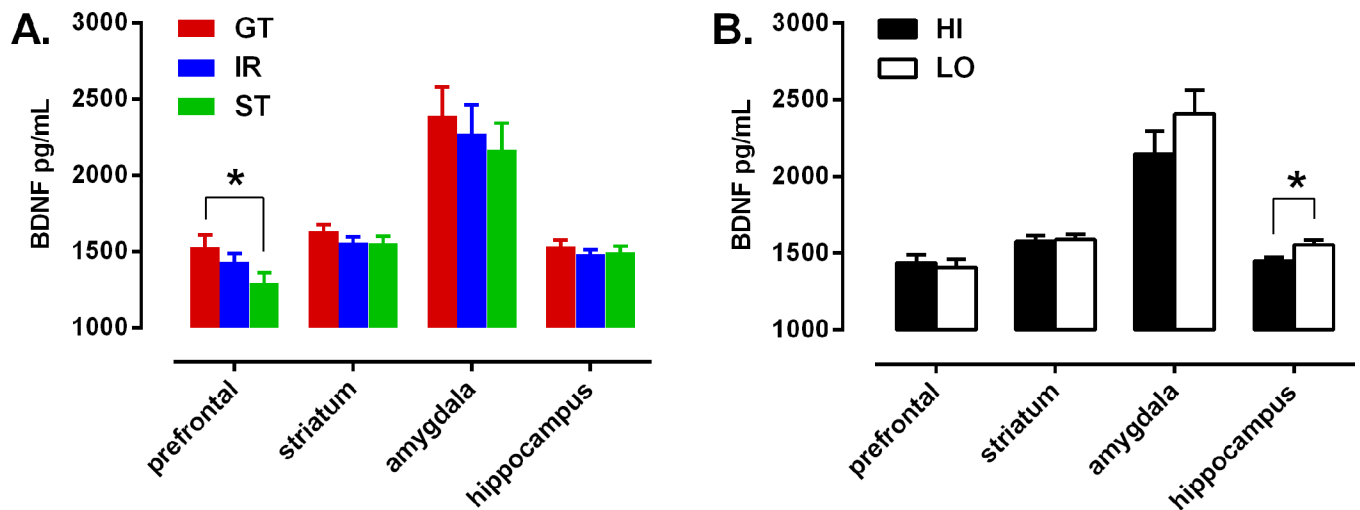 A.
GT
IR
ST
BDNF pg/mL
3000
2500
2000
1500
1000
*
prefrontal
striatum
amygdala
hippocampus
B.
HI
LO
BDNF pg/mL
3000
2500
2000
1500
1000
*
prefrontal
striatum
amygdala
hippocampus